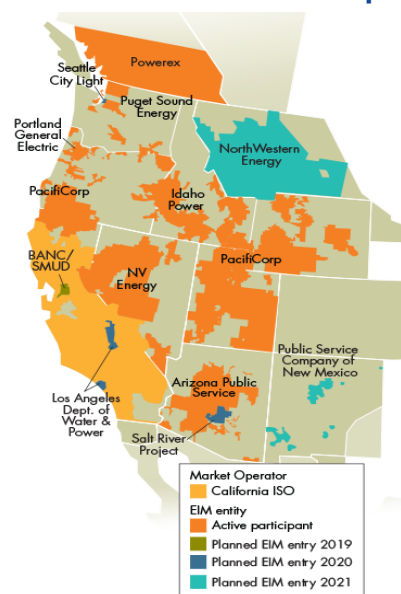 Powerex
Seattle
City Light
Puget Sound
Energy
Portland
General
Electric
NorthWestern
Energy
PacifiCorp
Idaho
Power
BANC/
SMUD
NV
Energy
PacifiCorp
Public Service
Company of
New Mexico
Arizona Public
Service
Los Angeles
Dept. of
Water &
Power
Salt River
Project
Market Operator
California ISO
EIM entity
Active participant
Planned EIM entry 2019
Planned EIM entry 2020
Planned EIM entry 2021